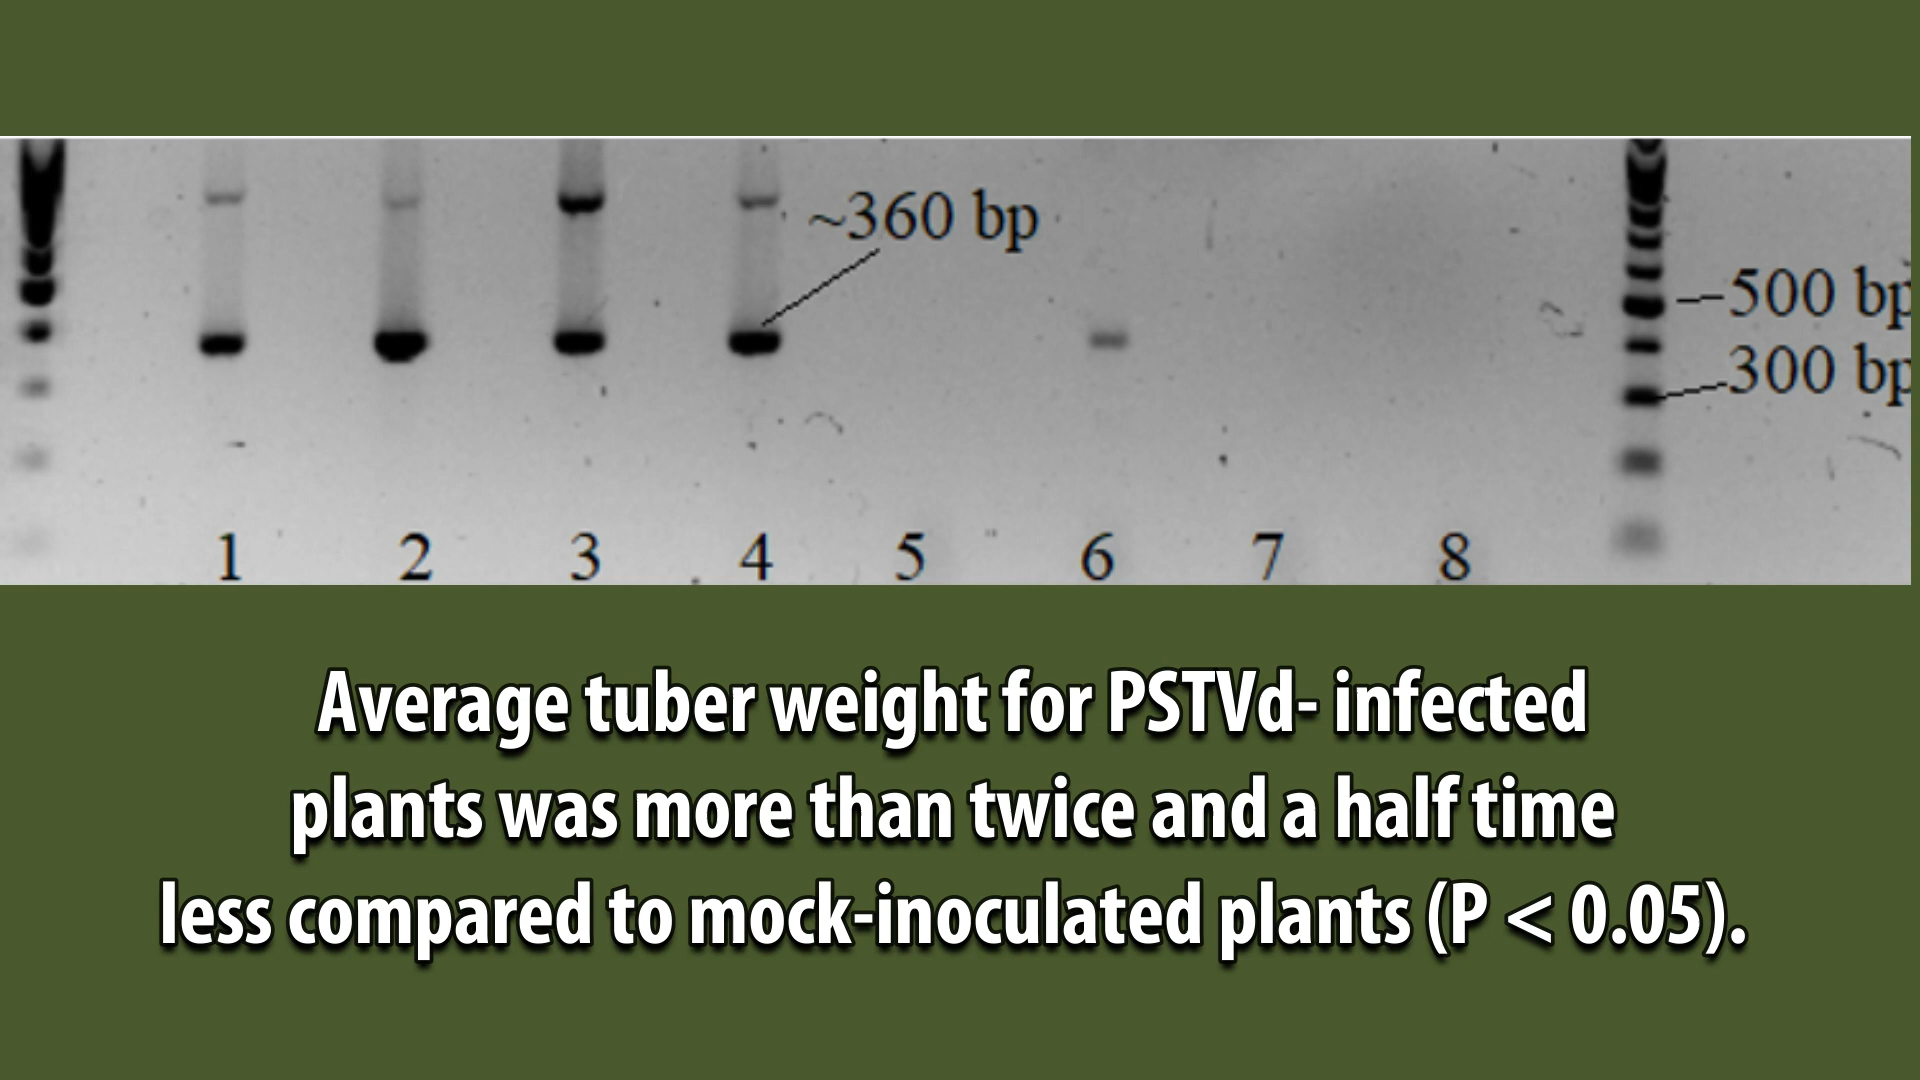 ~360 bp
500 bp
300 bp
1 2 3 4 5 6 7 8
Average tuber weight for PSTVd- infected
plants was more than twice and a half time
less compared to mock-inoculated plants (P < 0.05).